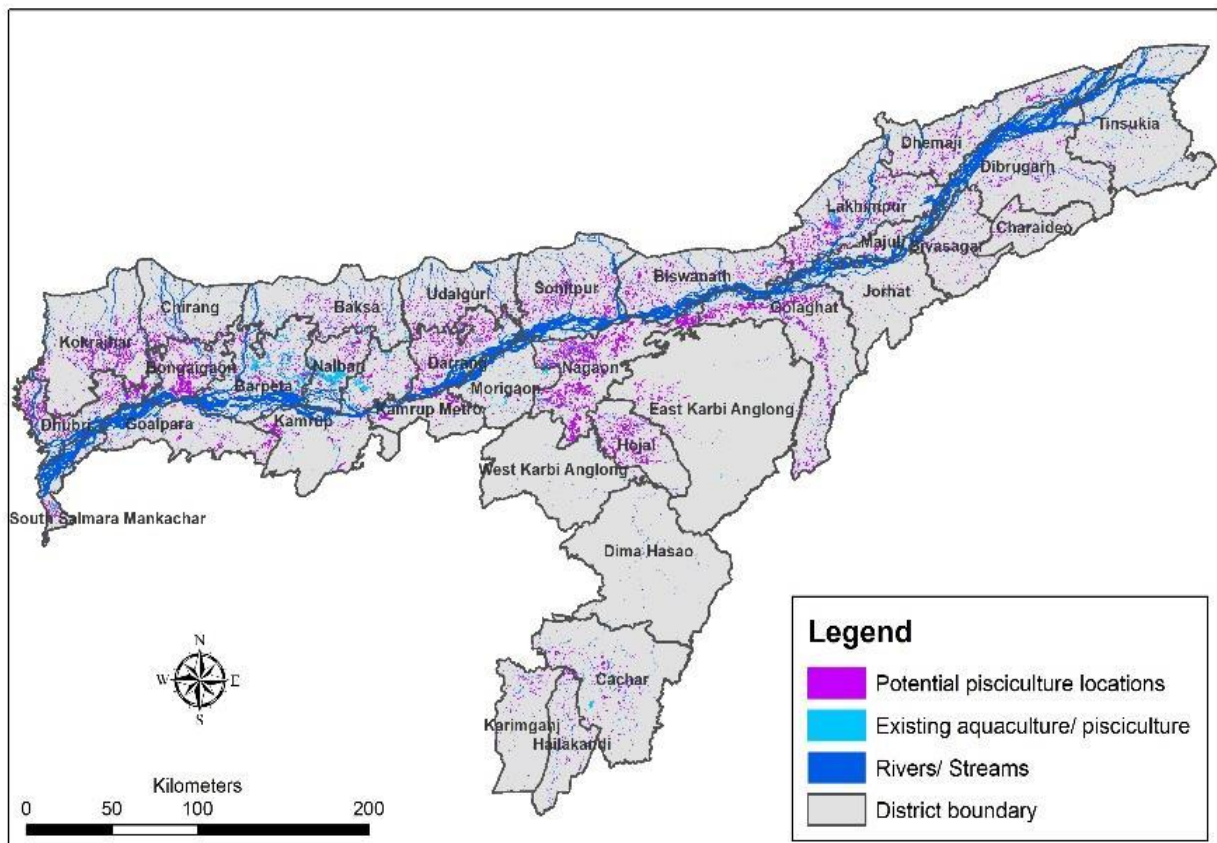 Tinsukia
Dhemaji
Dibrugarh
Lakhimpur
Charaideo
Majuli
Sivasagar
Biswanath
Sonitpur
Jorhat
Udalguri
Golaghat
Baksa
Chirang
Kokrajhar
Darrang
Nagaon
Bongaigaon
Nalbari
Barpeta
Morigaon
Kamrup Metro
East Karbi Anglong
Dhubri
Goalpara
Kamrup
Hojai
West Karbi Anglong
South Salmara Mankachar
Dima Hasao
Cachar
Karimganj
Hailakandi
N
W E
S
Kilometers
0 50 100 200
Legend
Potential pisciculture locations
Existing aquaculture/ pisciculture
Rivers/ Streams
District boundary